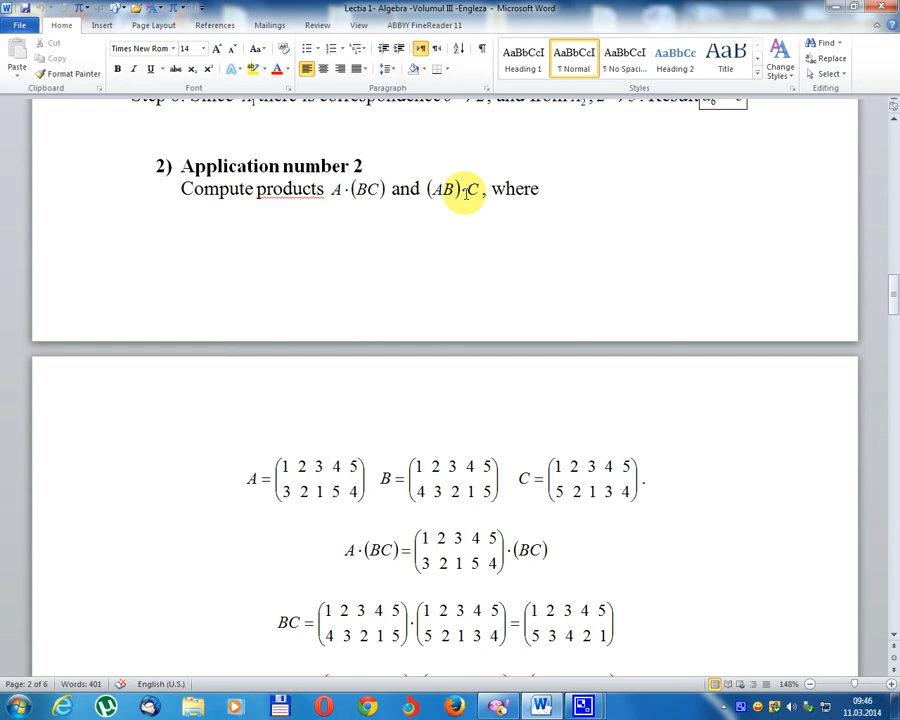 Lectia 1- Algebra -Volumul III -Engleza - Microsoft Word
File Home Insert Page Layout References Mailings Review View ABBYY FineReader 11
Cut
Copy
Format Painter
Paste
Clipboard
Times New Rom 14
Font
Paragraph
AaBbCcI AaBbCcI AaBbCcI AaBbCc AaB
Heading 1 ¶ Normal ¶ No Spaci... Heading 2 Title
Change Styles
Styles
Find
Replace
Select
Editing
2) Application number 2
Compute products A·(BC) and (AB)·C, where
A = (1 2 3 4 5 / 3 2 1 5 4) B = (1 2 3 4 5 / 4 3 2 1 5) C = (1 2 3 4 5 / 5 2 1 3 4).
A·(BC) = (1 2 3 4 5 / 3 2 1 5 4)·(BC)
BC = (1 2 3 4 5 / 4 3 2 1 5)·(1 2 3 4 5 / 5 2 1 3 4) = (1 2 3 4 5 / 5 3 4 2 1)
Page: 2 of 6 Words: 401 English (U.S.) 148%
09:46
11.03.2014